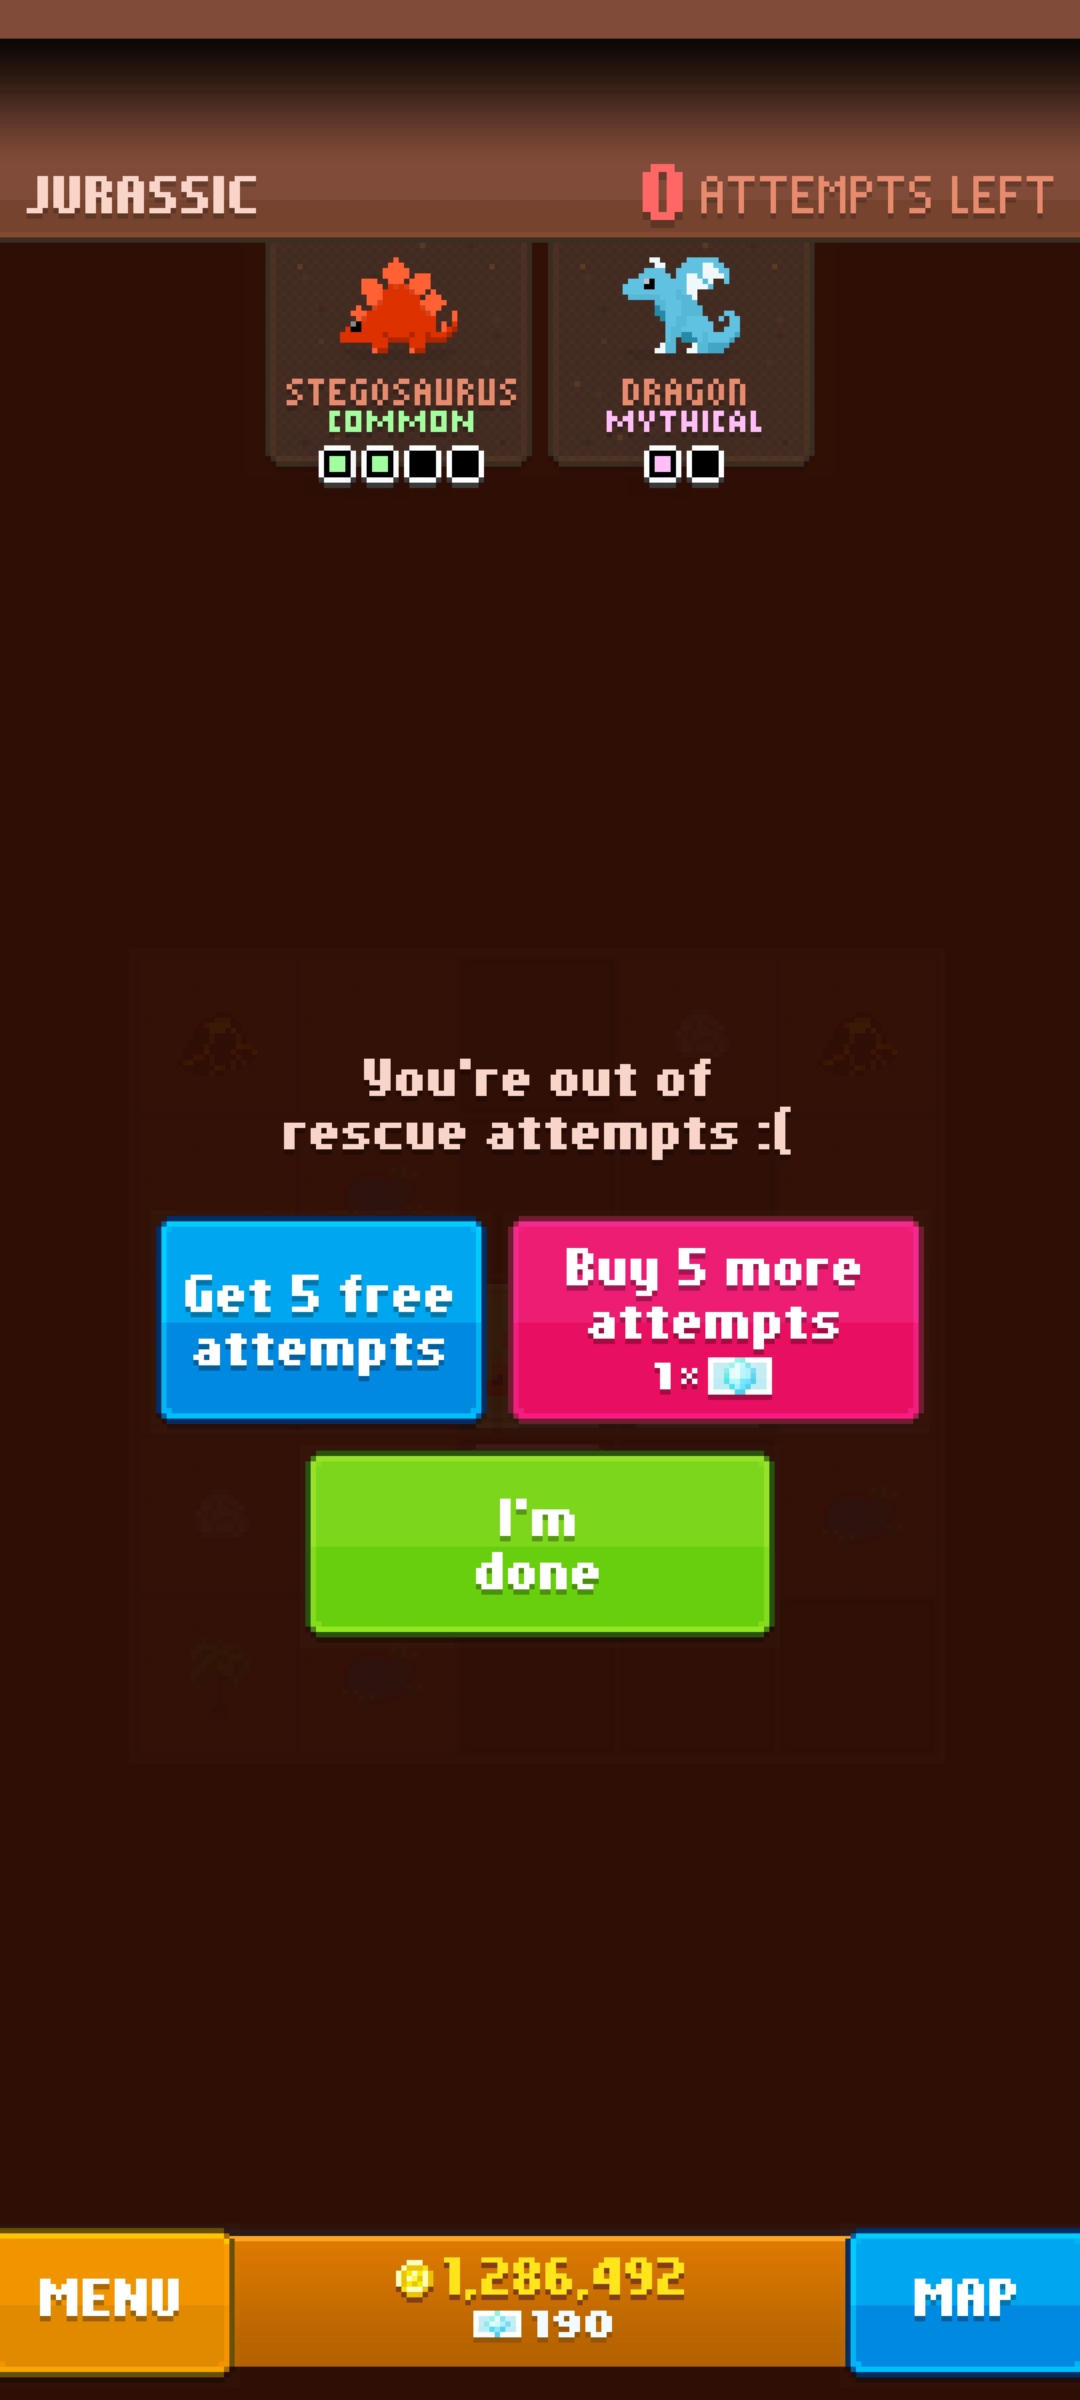 JURASSIC
0 ATTEMPTS LEFT
STEGOSAURUS
COMMON
DRAGON
MYTHICAL
You're out of
rescue attempts :(
Get 5 free
attempts
Buy 5 more
attempts
1×
I'm
done
MENU
1,286,492
190
MAP